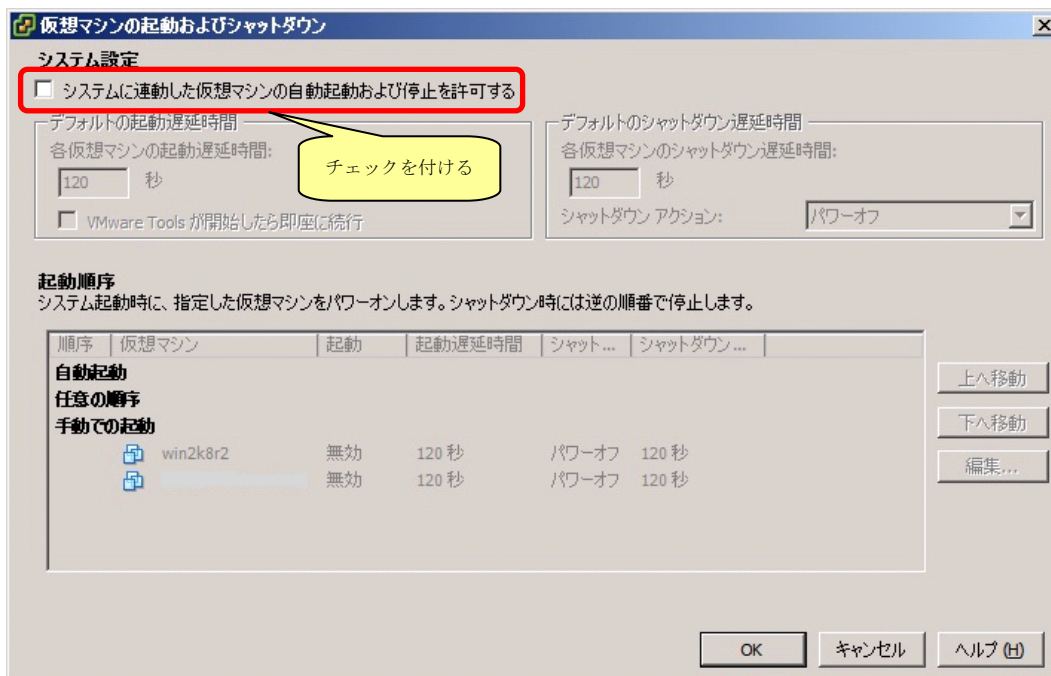 仮想マシンの起動およびシャットダウン
システム設定
システムに連動した仮想マシンの自動起動および停止を許可する
チェックを付ける
デフォルトの起動遅延時間
各仮想マシンの起動遅延時間:
120 秒
VMware Tools が開始したら即座に続行
デフォルトのシャットダウン遅延時間
各仮想マシンのシャットダウン遅延時間:
120 秒
シャットダウン アクション: パワーオフ
起動順序
システム起動時に、指定した仮想マシンをパワーオンします。シャットダウン時には逆の順番で停止します。
順序 仮想マシン 起動 起動遅延時間 シャット... シャットダウン...
自動起動
任意の順序
手動での起動
win2k8r2 無効 120 秒 パワーオフ 120 秒
無効 120 秒 パワーオフ 120 秒
上へ移動
下へ移動
編集...
OK キャンセル ヘルプ (H)